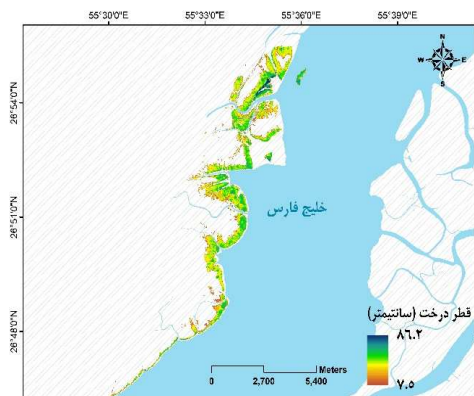 55°30'0"E 55°33'0"E 55°36'0"E 55°39'0"E
N
W E
S
26°54'0"N
26°51'0"N
26°48'0"N
خلیج فارس
قطر درخت (سانتیمتر)
۸۶.۲
۷.۵
Meters
0 2,700 5,400